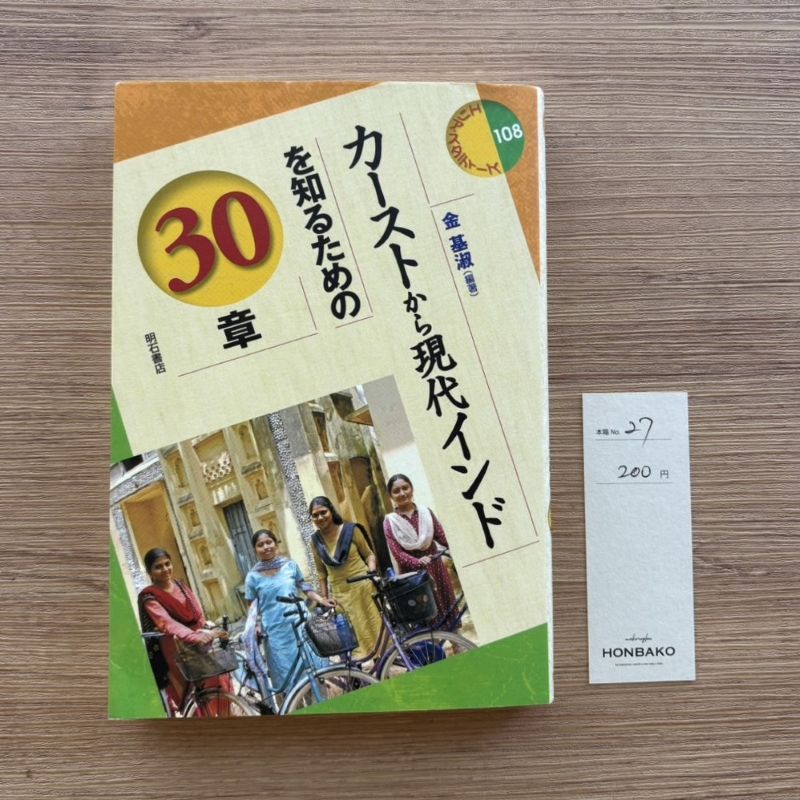 エリア・スタディーズ
108
カーストから現代インド
を知るための
30
章
金 基淑（編著）
明石書店
本箱 No. 27
200 円
HONBAKO